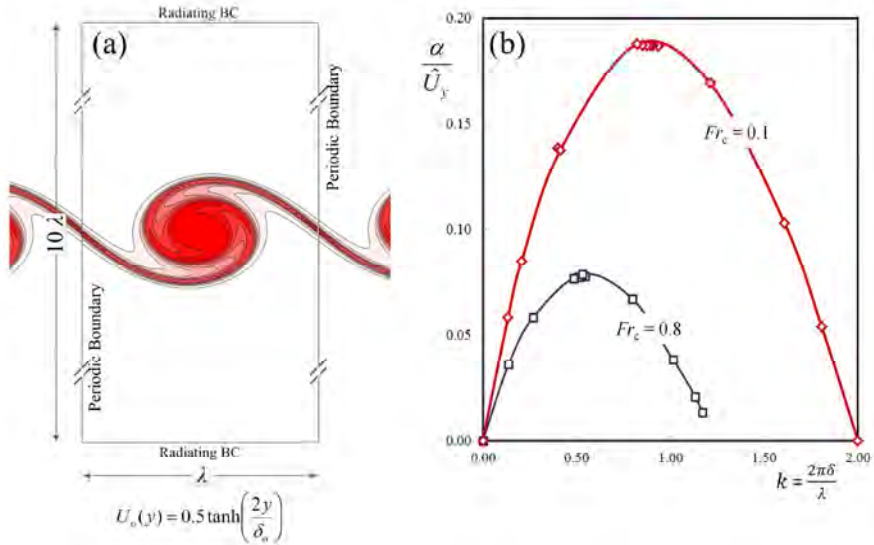 Radiating BC
(a)
Periodic Boundary
10 λ
Periodic Boundary
Radiating BC
λ
U_o(y) = 0.5 tanh(2y/δ_o)
(b)
α/Û_y
0.20
0.15
0.10
0.05
0.00
Fr_c = 0.1
Fr_c = 0.8
0.00 0.50 1.00 1.50 2.00
k = 2πδ/λ